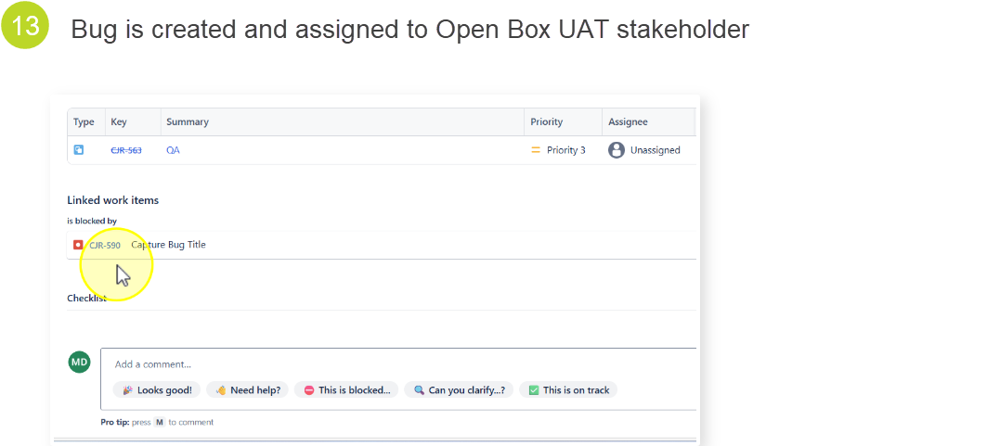 13 Bug is created and assigned to Open Box UAT stakeholder
Type Key Summary Priority Assignee
CJR-563 QA Priority 3 Unassigned
Linked work items
is blocked by
CJR-590 Capture Bug Title
Checklist
MD Add a comment...
Looks good! Need help? This is blocked... Can you clarify...? This is on track
Pro tip: press M to comment